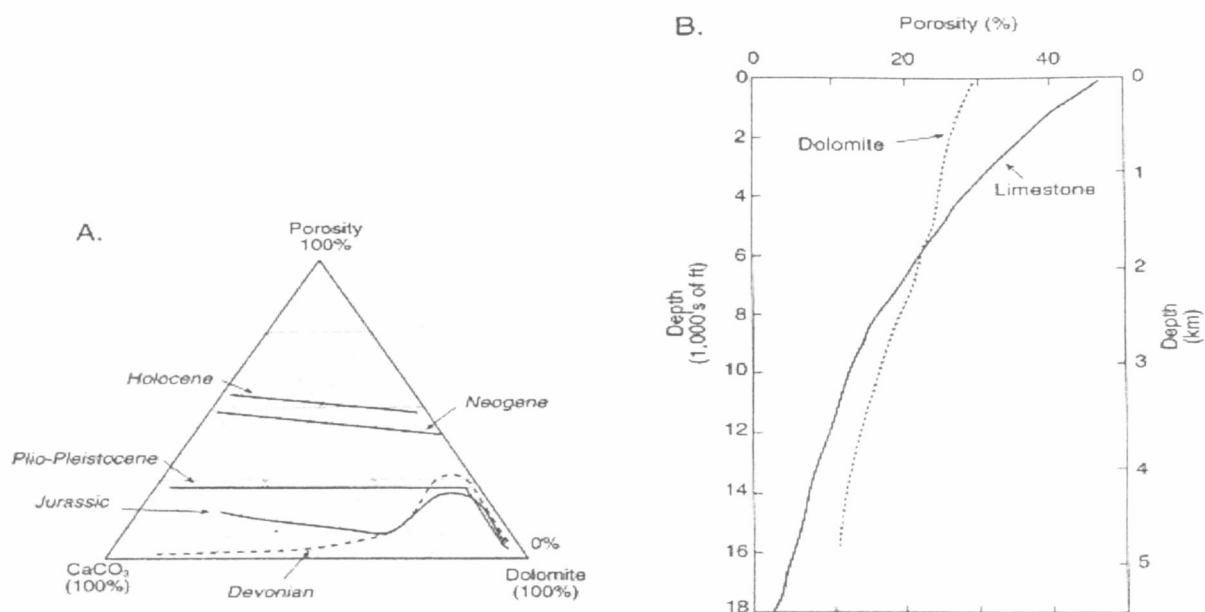 A.
Porosity
100%
Holocene
Neogene
Plio-Pleistocene
Jurassic
0%
CaCO₃
(100%)
Devonian
Dolomite
(100%)
B.
Porosity (%)
0 20 40
0
2
4
6
8
10
12
14
16
18
Depth
(1,000's of ft)
Dolomite
Limestone
0
1
2
3
4
5
Depth
(km)